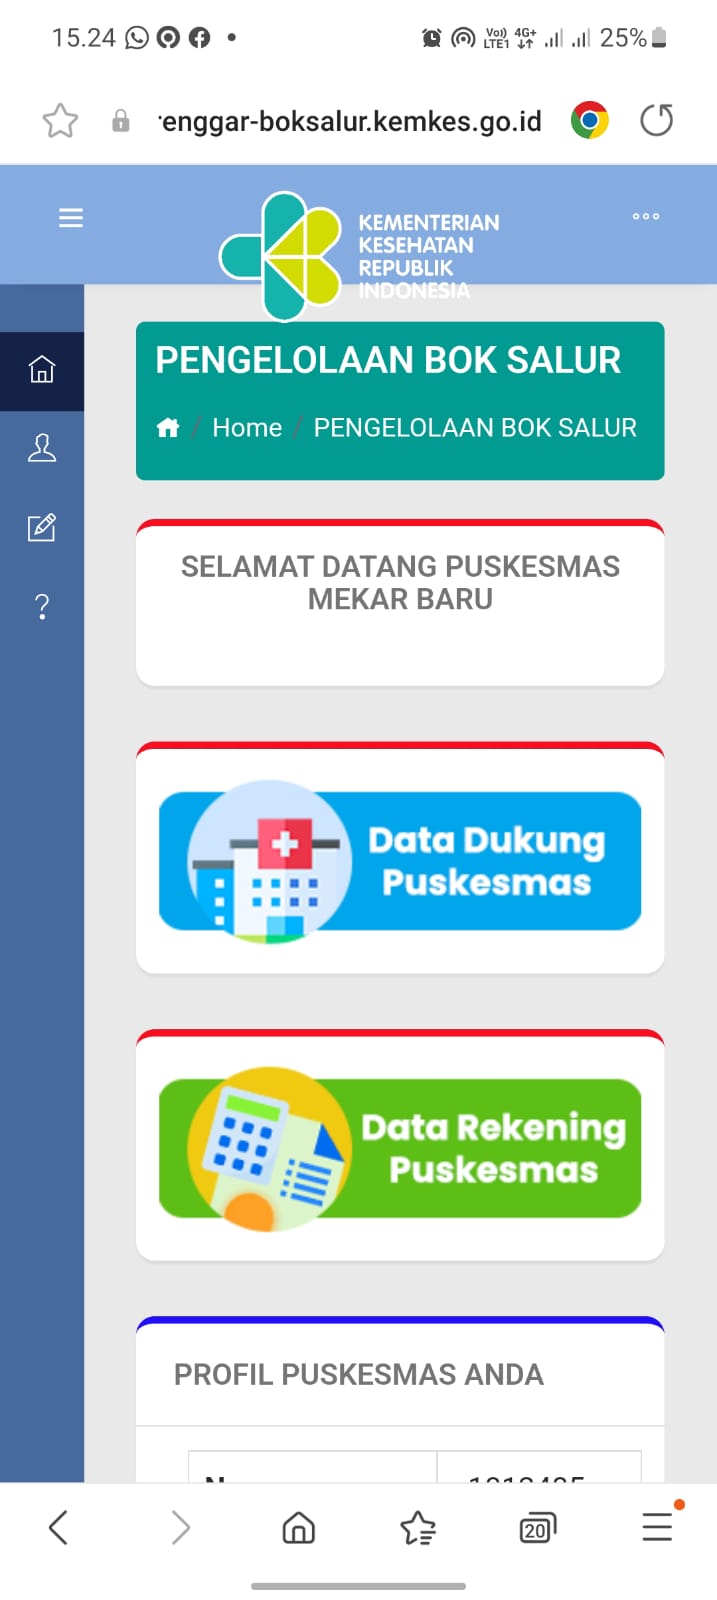 15.24
Vo)) LTE1 4G+ 25%
enggar-boksalur.kemkes.go.id
KEMENTERIAN
KESEHATAN
REPUBLIK
INDONESIA
PENGELOLAAN BOK SALUR
/ Home / PENGELOLAAN BOK SALUR
SELAMAT DATANG PUSKESMAS
MEKAR BARU
?
Data Dukung
Puskesmas
Data Rekening
Puskesmas
PROFIL PUSKESMAS ANDA
20